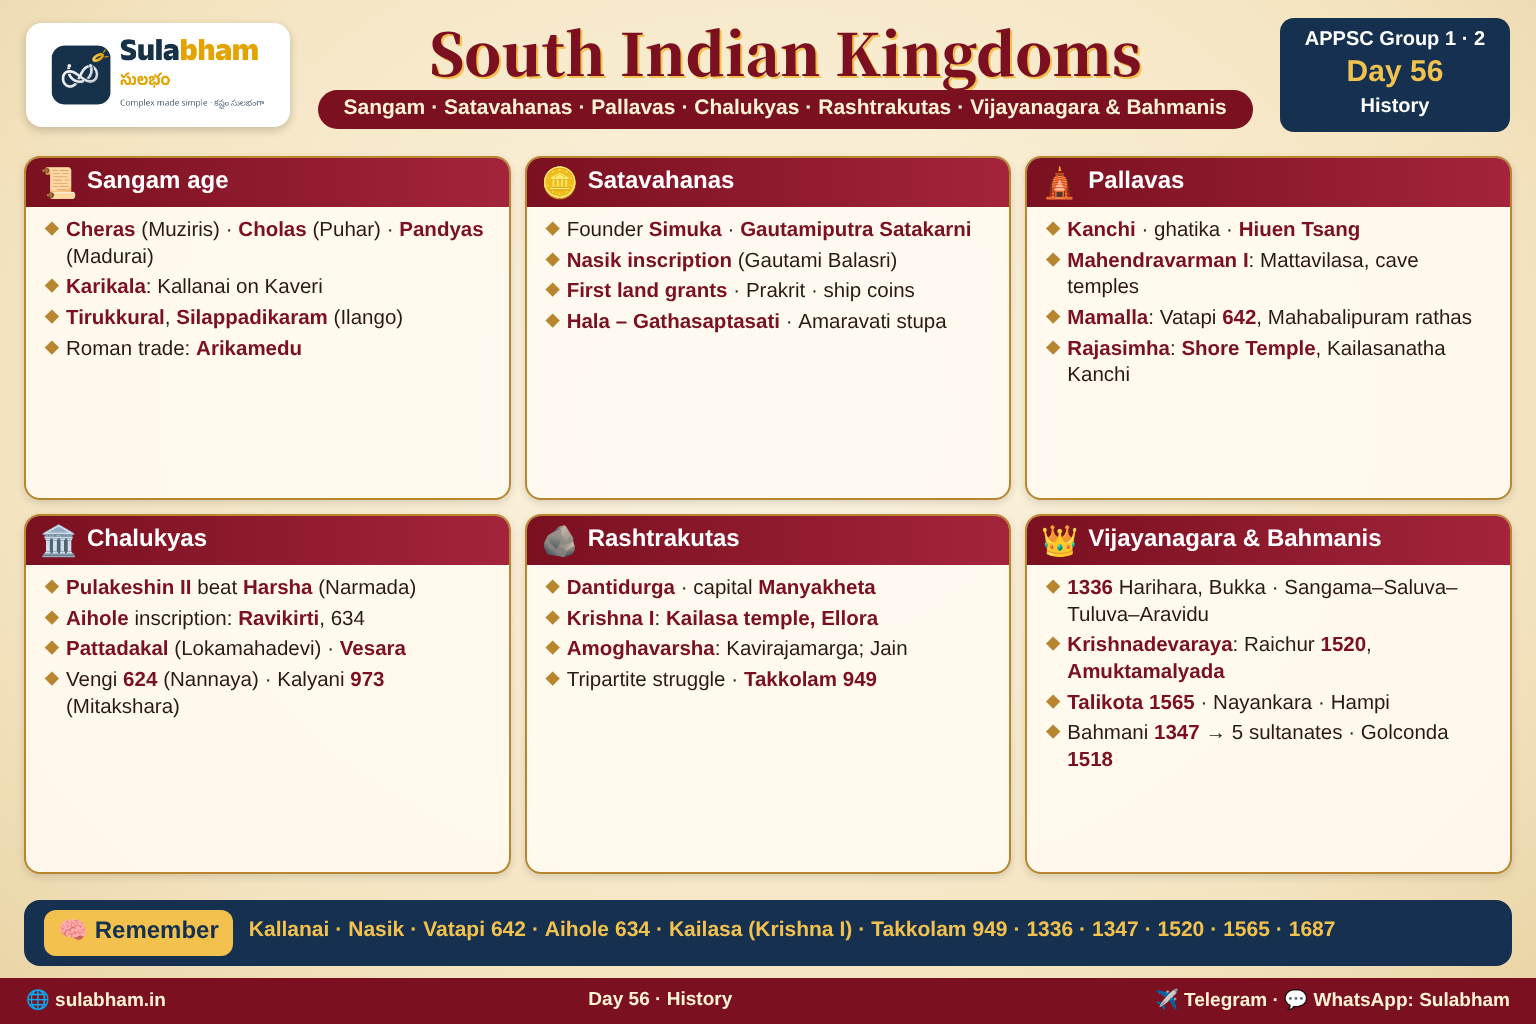 Sulabham
సులభం
Complex made simple · కష్టం సులభంగా
South Indian Kingdoms
Sangam · Satavahanas · Pallavas · Chalukyas · Rashtrakutas · Vijayanagara & Bahmanis
APPSC Group 1 · 2
Day 56
History
📜 Sangam age
◆ Cheras (Muziris) · Cholas (Puhar) · Pandyas
(Madurai)
◆ Karikala: Kallanai on Kaveri
◆ Tirukkural, Silappadikaram (Ilango)
◆ Roman trade: Arikamedu
🪙 Satavahanas
◆ Founder Simuka · Gautamiputra Satakarni
◆ Nasik inscription (Gautami Balasri)
◆ First land grants · Prakrit · ship coins
◆ Hala – Gathasaptasati · Amaravati stupa
🛕 Pallavas
◆ Kanchi · ghatika · Hiuen Tsang
◆ Mahendravarman I: Mattavilasa, cave
temples
◆ Mamalla: Vatapi 642, Mahabalipuram rathas
◆ Rajasimha: Shore Temple, Kailasanatha
Kanchi
🏛️ Chalukyas
◆ Pulakeshin II beat Harsha (Narmada)
◆ Aihole inscription: Ravikirti, 634
◆ Pattadakal (Lokamahadevi) · Vesara
◆ Vengi 624 (Nannaya) · Kalyani 973
(Mitakshara)
🪨 Rashtrakutas
◆ Dantidurga · capital Manyakheta
◆ Krishna I: Kailasa temple, Ellora
◆ Amoghavarsha: Kavirajamarga; Jain
◆ Tripartite struggle · Takkolam 949
👑 Vijayanagara & Bahmanis
◆ 1336 Harihara, Bukka · Sangama–Saluva–
Tuluva–Aravidu
◆ Krishnadevaraya: Raichur 1520,
Amuktamalyada
◆ Talikota 1565 · Nayankara · Hampi
◆ Bahmani 1347 → 5 sultanates · Golconda
1518
🧠 Remember
Kallanai · Nasik · Vatapi 642 · Aihole 634 · Kailasa (Krishna I) · Takkolam 949 · 1336 · 1347 · 1520 · 1565 · 1687
🌐 sulabham.in
Day 56 · History
✈️ Telegram · 💬 WhatsApp: Sulabham